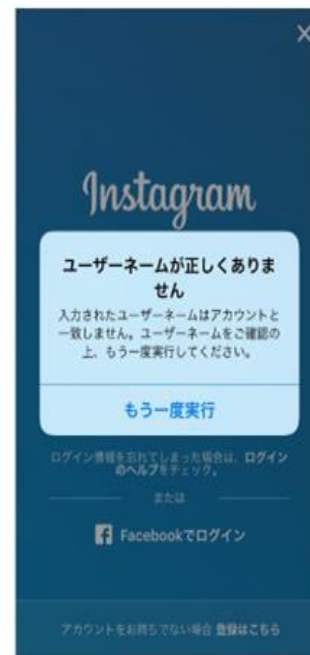 Instagram
ユーザーネームが正しくありま
せん
入力されたユーザーネームはアカウントと
一致しません。ユーザーネームをご確認の
上、もう一度実行してください。
もう一度実行
ログイン情報を忘れてしまった場合は、ログイン
のヘルプをチェック。
または
Facebookでログイン
アカウントをお持ちでない場合 登録はこちら